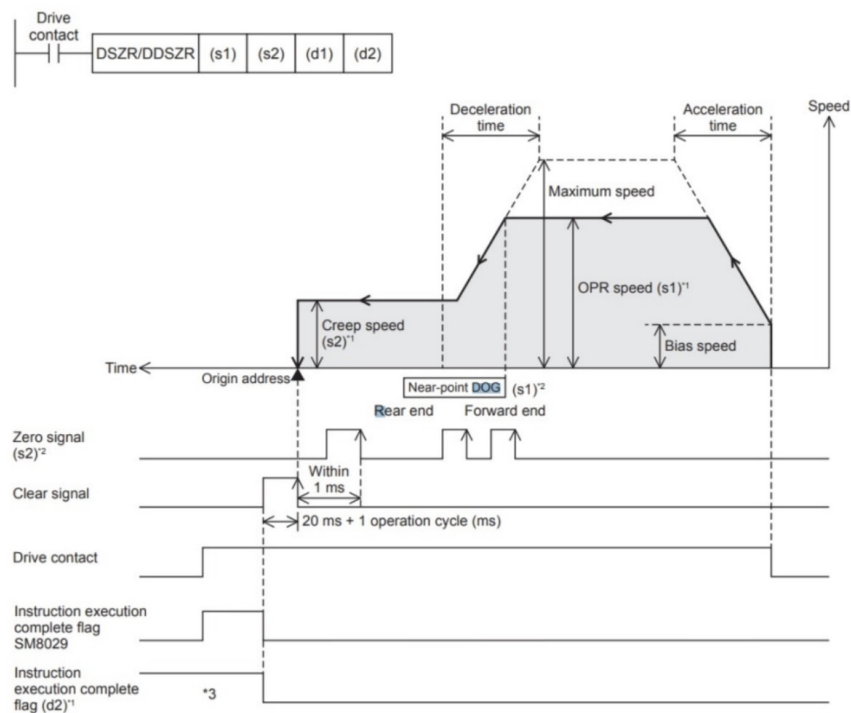 Drive
contact
DSZR/DDSZR (s1) (s2) (d1) (d2)
Deceleration
time
Acceleration
time
Speed
Maximum speed
OPR speed (s1)*1
Creep speed
(s2)*1
Bias speed
Time
Origin address
Near-point DOG (s1)*2
Rear end Forward end
Zero signal
(s2)*2
Within
1 ms
Clear signal
20 ms + 1 operation cycle (ms)
Drive contact
Instruction execution
complete flag
SM8029
Instruction
execution complete
flag (d2)*1
*3